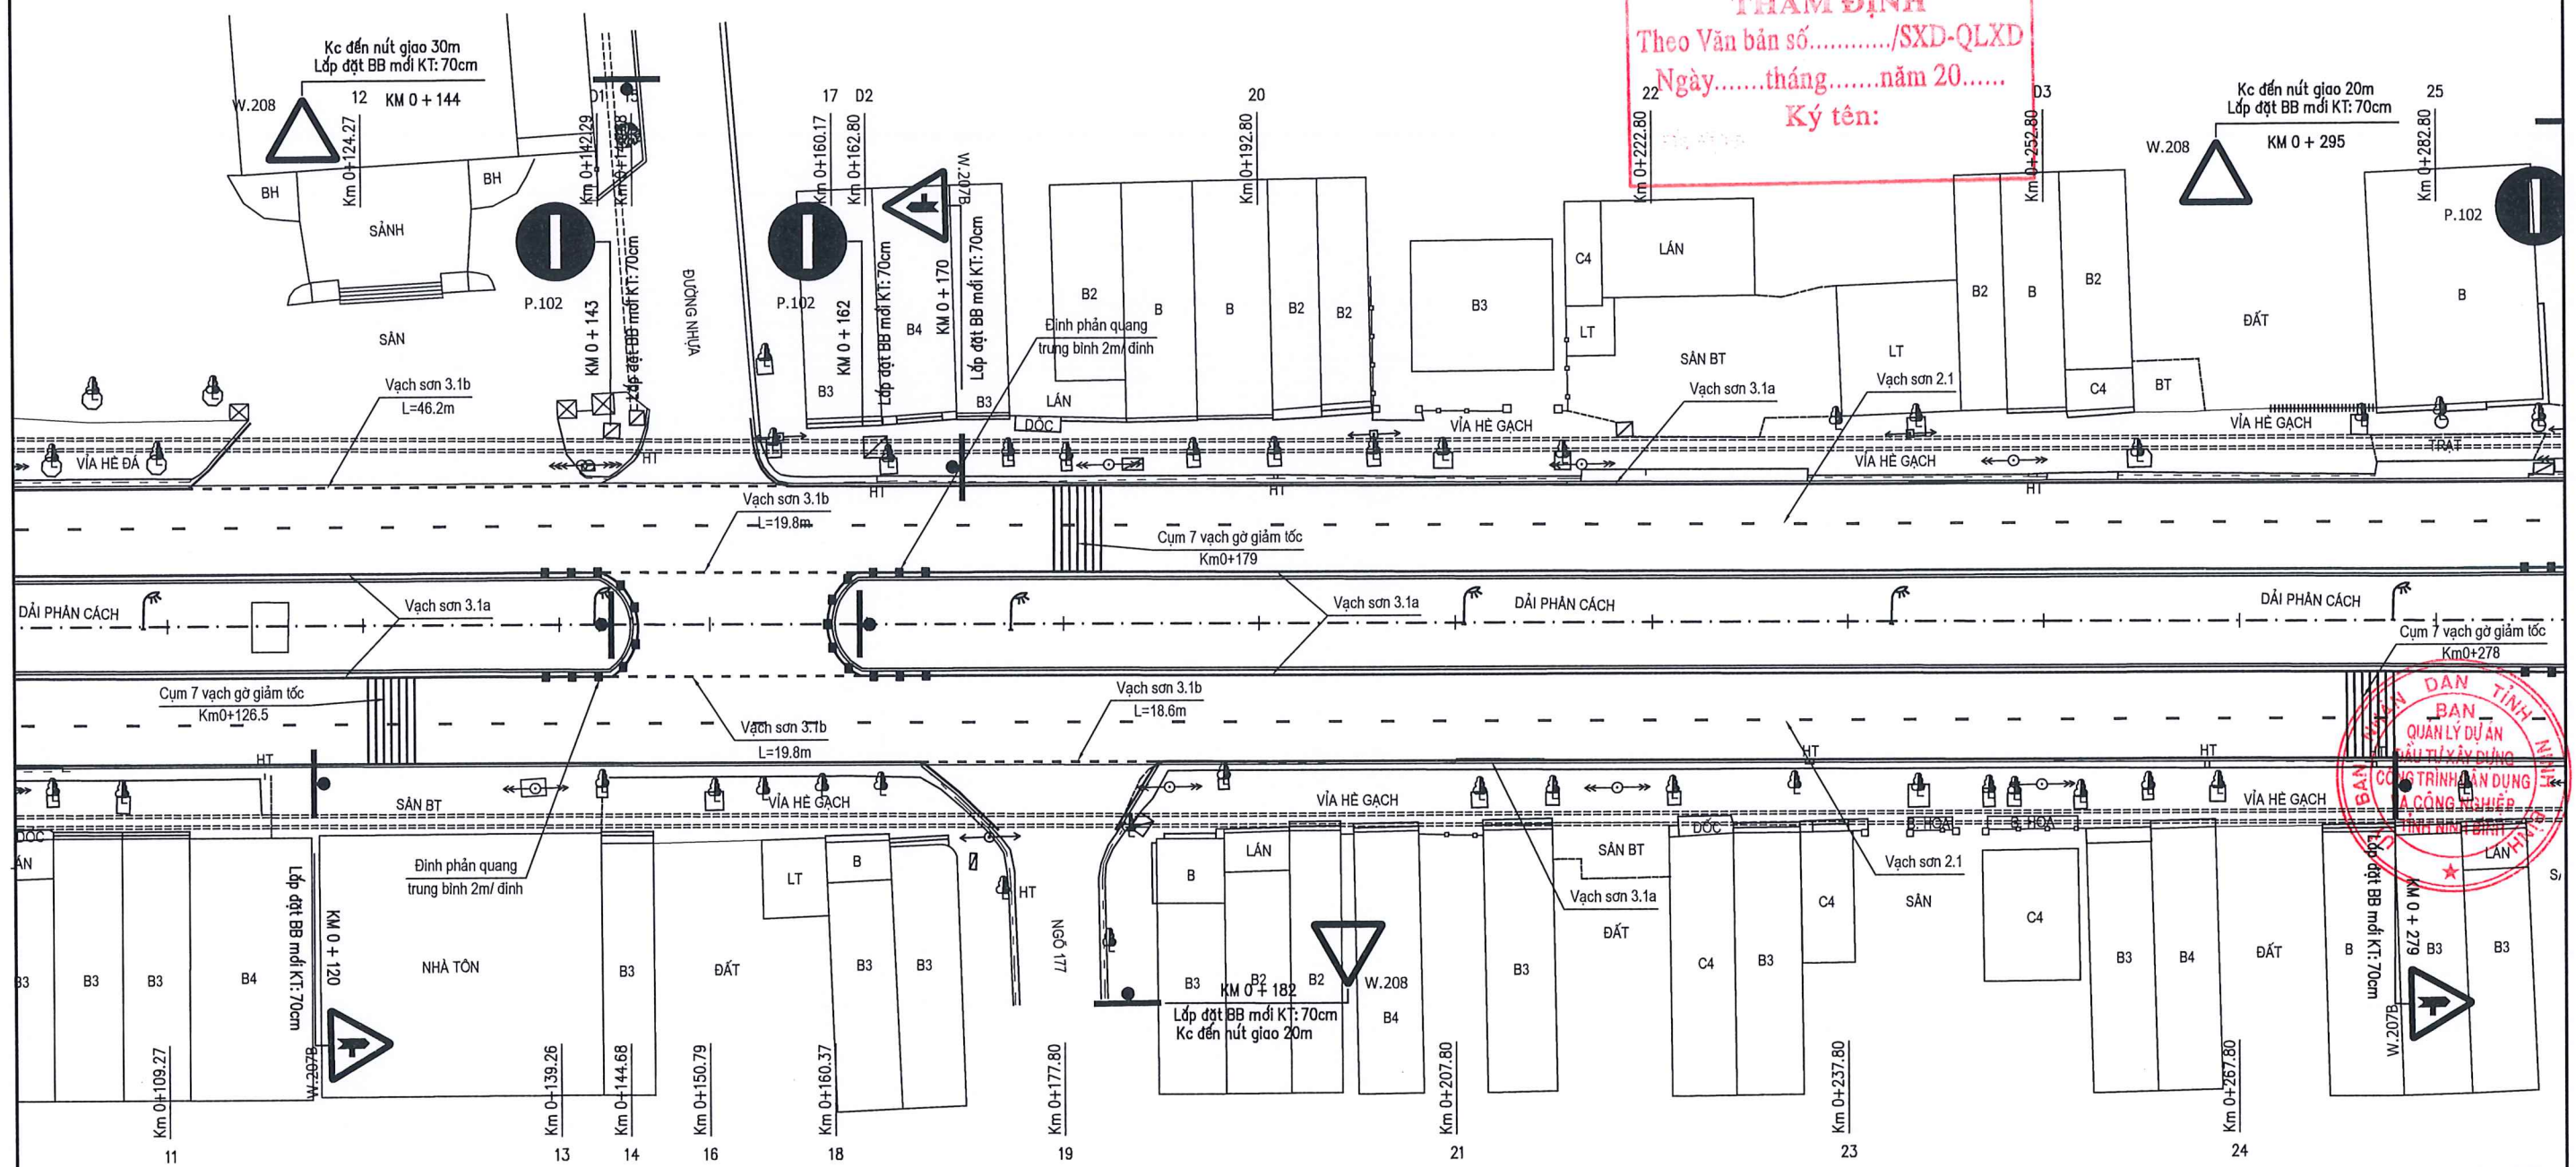 THẨM ĐỊNH
Theo Văn bản số............/SXD-QLXD
Ngày.......tháng.......năm 20......
Ký tên:
Kc đến nút giao 30m
Lắp đặt BB mới KT: 70cm
W.208
12
KM 0 + 144
Km 0+124.27
D1
15
Km 0+142.29
17
D2
Km 0+160.17
Km 0+162.80
W.207B
20
Km 0+192.80
22
Km 0+222.80
D3
Km 0+252.80
Kc đến nút giao 20m
Lắp đặt BB mới KT: 70cm
W.208
KM 0 + 295
25
Km 0+282.80
P.102
BH
SẢNH
BH
SÂN
P.102
KM 0 + 143
Lắp đặt BB mới KT: 70cm
ĐƯỜNG NHỰA
P.102
KM 0 + 162
Lắp đặt BB mới KT: 70cm
B3
B4
KM 0 + 170
Lắp đặt BB mới KT: 70cm
B3
Đinh phản quang
trung bình 2m/ đinh
LÁN
DỐC
B2
B
B
B2
B2
B3
C4
LÁN
LT
SÂN BT
LT
B2
B
B2
C4
BT
ĐẤT
B
Vạch sơn 3.1b
L=46.2m
Vạch sơn 3.1a
Vạch sơn 2.1
VỈA HÈ ĐÁ
HT
HT
HT
VỈA HÈ GẠCH
VỈA HÈ GẠCH
HT
VỈA HÈ GẠCH
TRẠT
Vạch sơn 3.1b
L=19.8m
Cụm 7 vạch gờ giảm tốc
Km0+179
DẢI PHÂN CÁCH
Vạch sơn 3.1a
Vạch sơn 3.1a
DẢI PHÂN CÁCH
DẢI PHÂN CÁCH
Cụm 7 vạch gờ giảm tốc
Km0+278
Cụm 7 vạch gờ giảm tốc
Km0+126.5
Vạch sơn 3.1b
L=19.8m
Vạch sơn 3.1b
L=18.6m
HT
HT
HT
HT
SÂN BT
VỈA HÈ GẠCH
VỈA HÈ GẠCH
VỈA HÈ GẠCH
BAN NHÂN DÂN TỈNH NINH BÌNH
BAN
QUẢN LÝ DỰ ÁN
ĐẦU TƯ XÂY DỰNG
CÔNG TRÌNH DÂN DỤNG
VÀ CÔNG NGHIỆP
TỈNH NINH BÌNH
DỐC
B3
B3
B3
B4
Lắp đặt BB mới KT: 70cm
KM 0 + 120
W.207B
NHÀ TÔN
Đinh phản quang
trung bình 2m/ đinh
B3
ĐẤT
LT
B
B3
B3
HT
NGÕ 177
B
LÁN
B3
B2
B2
KM 0 + 182
Lắp đặt BB mới KT: 70cm
Kc đến nút giao 20m
W.208
B4
B3
SÂN BT
Vạch sơn 3.1a
ĐẤT
DỐC
C4
B3
C4
Vạch sơn 2.1
SÂN
B. HOA
B. HOA
C4
B3
B4
ĐẤT
B
Lắp đặt BB mới KT: 70cm
KM 0 + 279
W.207B
B3
LÁN
B3
Km 0+109.27
Km 0+139.26
Km 0+144.68
Km 0+150.79
Km 0+160.37
Km 0+177.80
Km 0+207.80
Km 0+237.80
Km 0+267.80
11
13
14
16
18
19
21
23
24